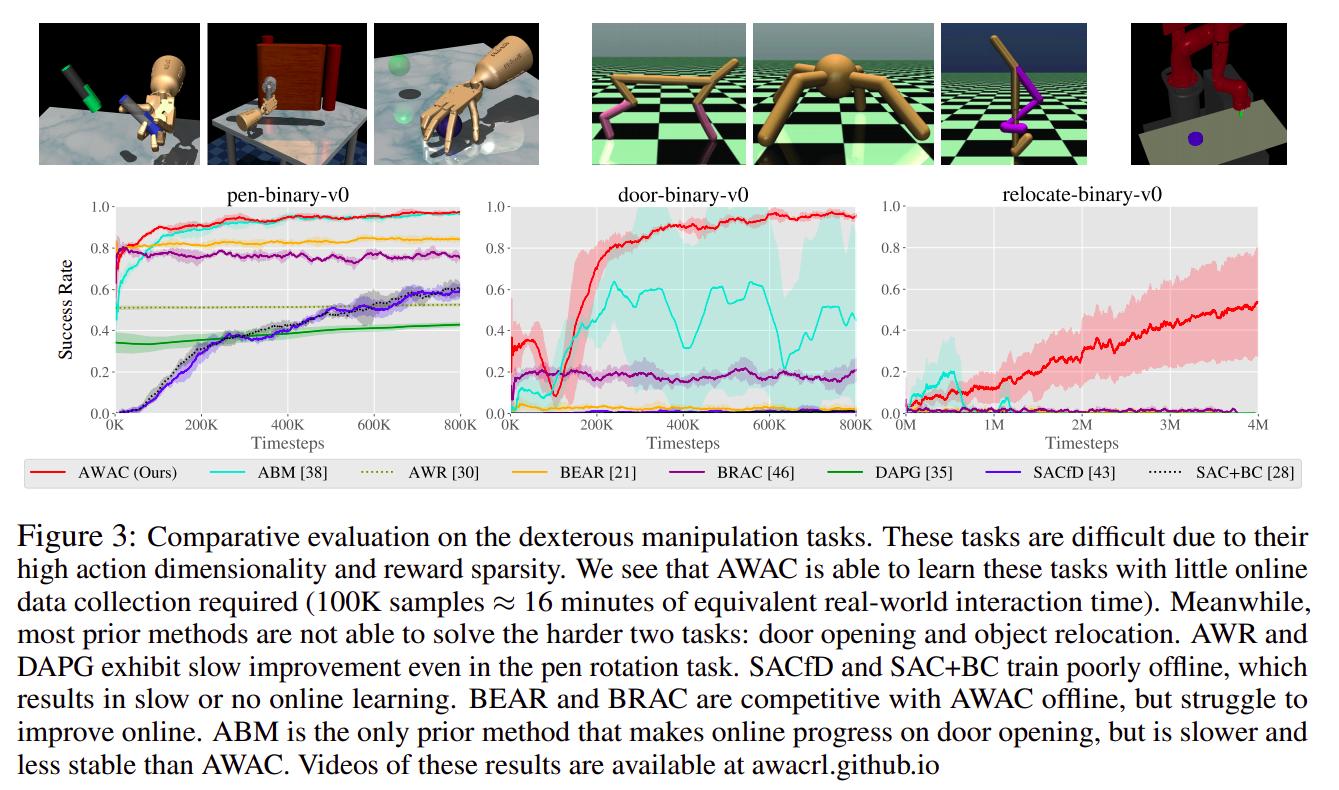 pen-binary-v0
door-binary-v0
relocate-binary-v0
Success Rate
1.0
0.8
0.6
0.4
0.2
0.0
0K
200K
400K
600K
800K
Timesteps
1.0
0.8
0.6
0.4
0.2
0.0
0K
200K
400K
600K
800K
Timesteps
1.0
0.8
0.6
0.4
0.2
0.0
0M
1M
2M
3M
4M
Timesteps
AWAC (Ours) ABM [38] AWR [30] BEAR [21] BRAC [46] DAPG [35] SACfD [43] SAC+BC [28]
Figure 3: Comparative evaluation on the dexterous manipulation tasks. These tasks are difficult due to their
high action dimensionality and reward sparsity. We see that AWAC is able to learn these tasks with little online
data collection required (100K samples ≈ 16 minutes of equivalent real-world interaction time). Meanwhile,
most prior methods are not able to solve the harder two tasks: door opening and object relocation. AWR and
DAPG exhibit slow improvement even in the pen rotation task. SACfD and SAC+BC train poorly offline, which
results in slow or no online learning. BEAR and BRAC are competitive with AWAC offline, but struggle to
improve online. ABM is the only prior method that makes online progress on door opening, but is slower and
less stable than AWAC. Videos of these results are available at awacrl.github.io